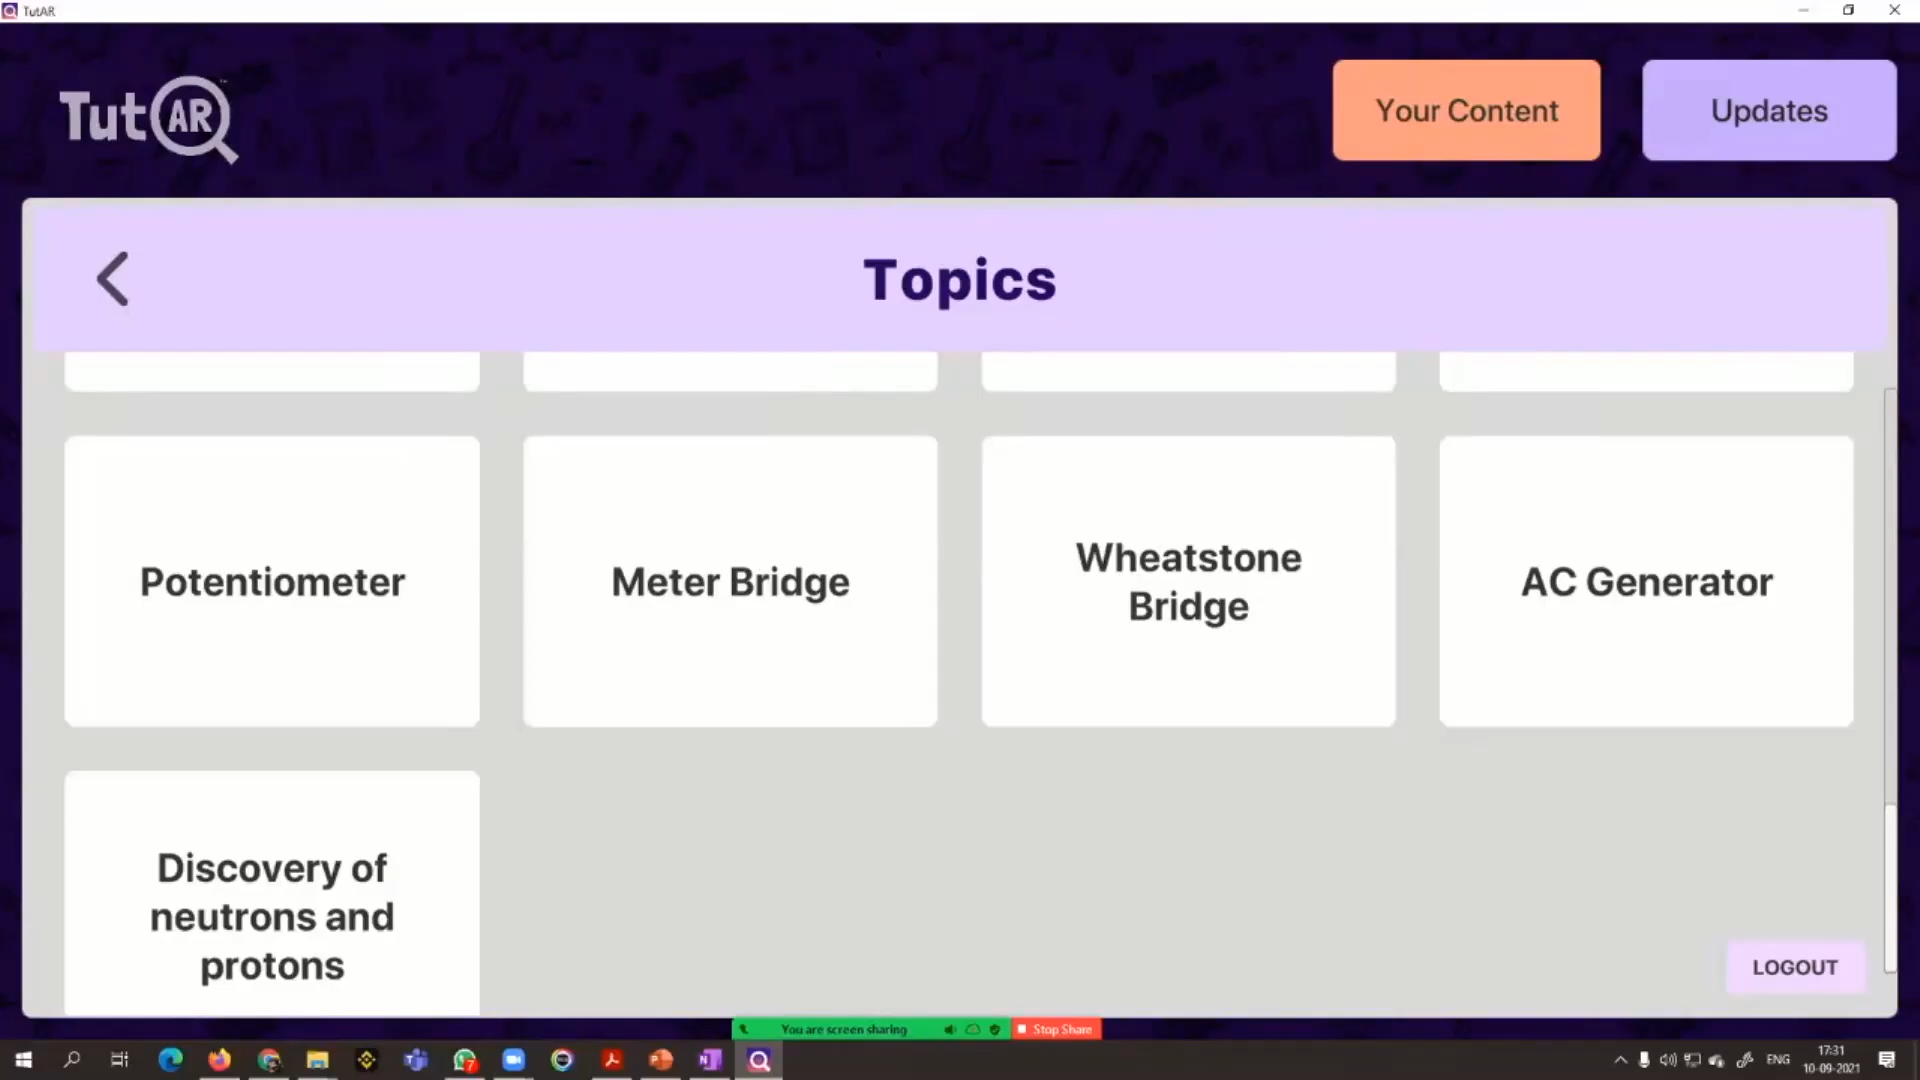 TutAR
TutAR
Your Content
Updates
Topics
Potentiometer
Meter Bridge
Wheatstone
Bridge
AC Generator
Discovery of
neutrons and
protons
LOGOUT
You are screen sharing
Stop Share
7
ENG
17:31
10-09-2021